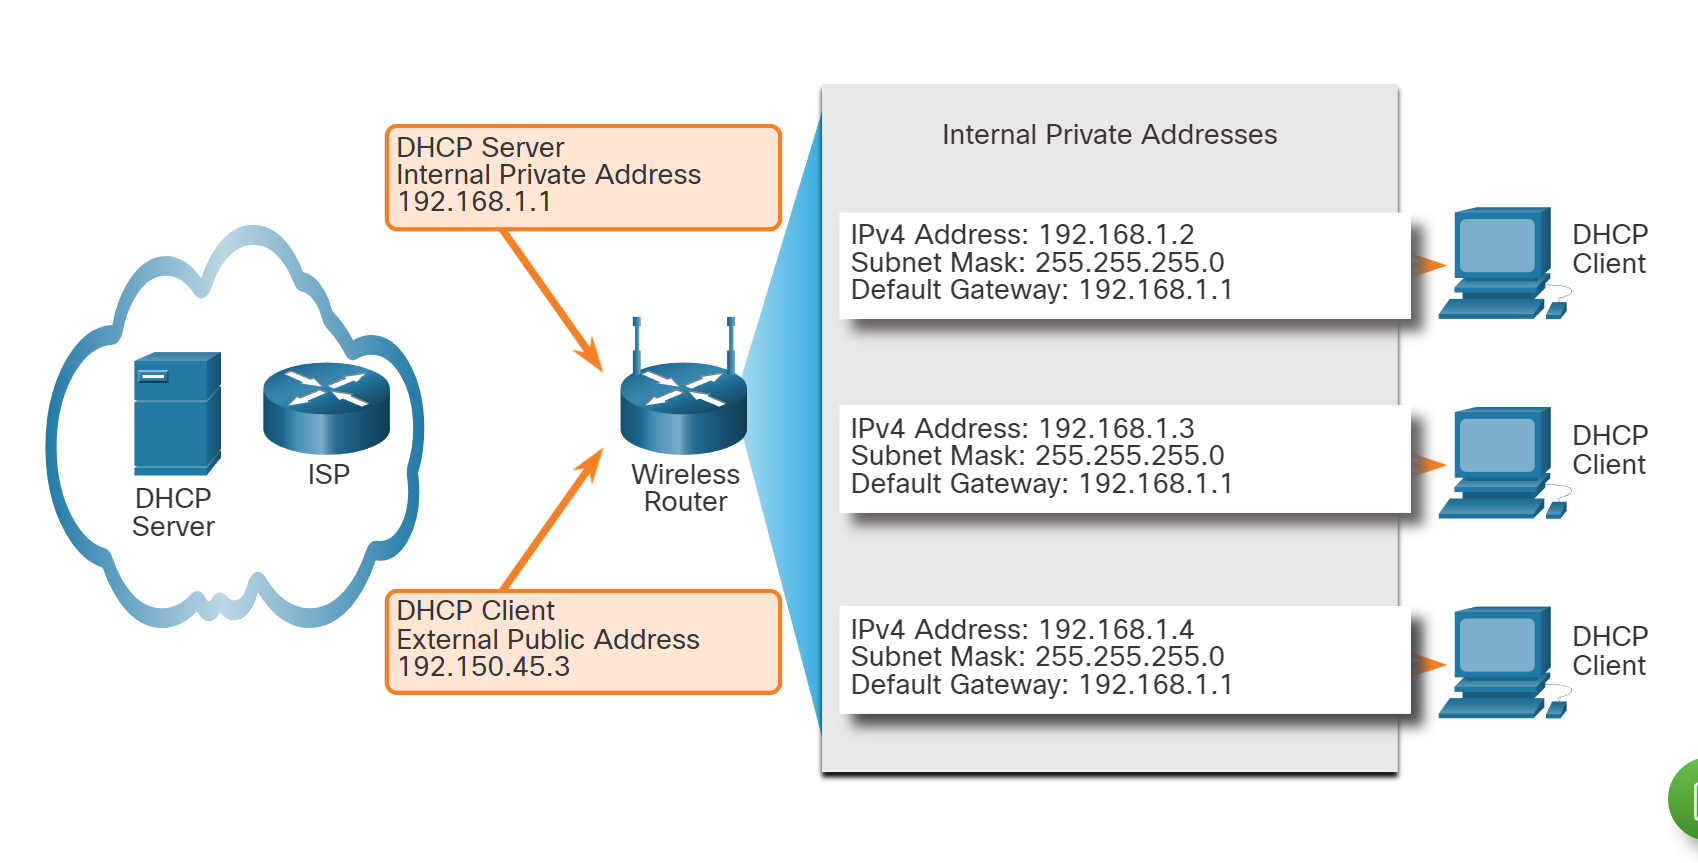 DHCP Server
Internal Private Address
192.168.1.1
DHCP
Server
ISP
Wireless
Router
DHCP Client
External Public Address
192.150.45.3
Internal Private Addresses
IPv4 Address: 192.168.1.2
Subnet Mask: 255.255.255.0
Default Gateway: 192.168.1.1
DHCP
Client
IPv4 Address: 192.168.1.3
Subnet Mask: 255.255.255.0
Default Gateway: 192.168.1.1
DHCP
Client
IPv4 Address: 192.168.1.4
Subnet Mask: 255.255.255.0
Default Gateway: 192.168.1.1
DHCP
Client